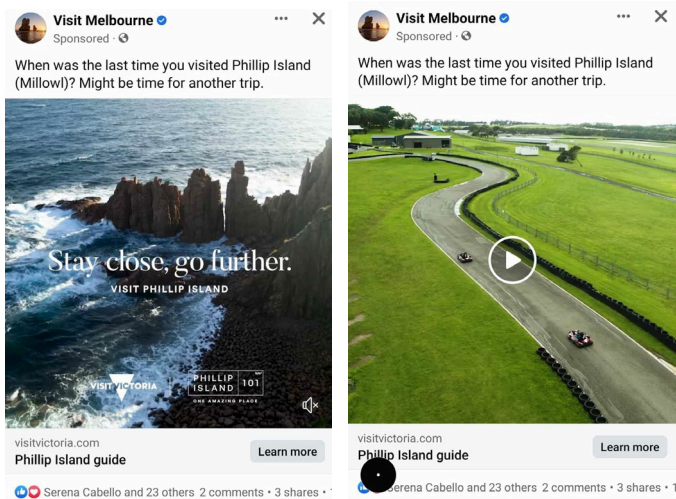 Visit Melbourne
Sponsored ·
When was the last time you visited Phillip Island
(Millowl)? Might be time for another trip.
Stay close, go further.
VISIT PHILLIP ISLAND
VISIT VICTORIA
PHILLIP
ISLAND
101
ONE AMAZING PLACE
visitvictoria.com
Phillip Island guide
Learn more
Serena Cabello and 23 others 2 comments • 3 shares •
Visit Melbourne
Sponsored ·
When was the last time you visited Phillip Island
(Millowl)? Might be time for another trip.
visitvictoria.com
Phillip Island guide
Learn more
Serena Cabello and 23 others 2 comments • 3 shares •